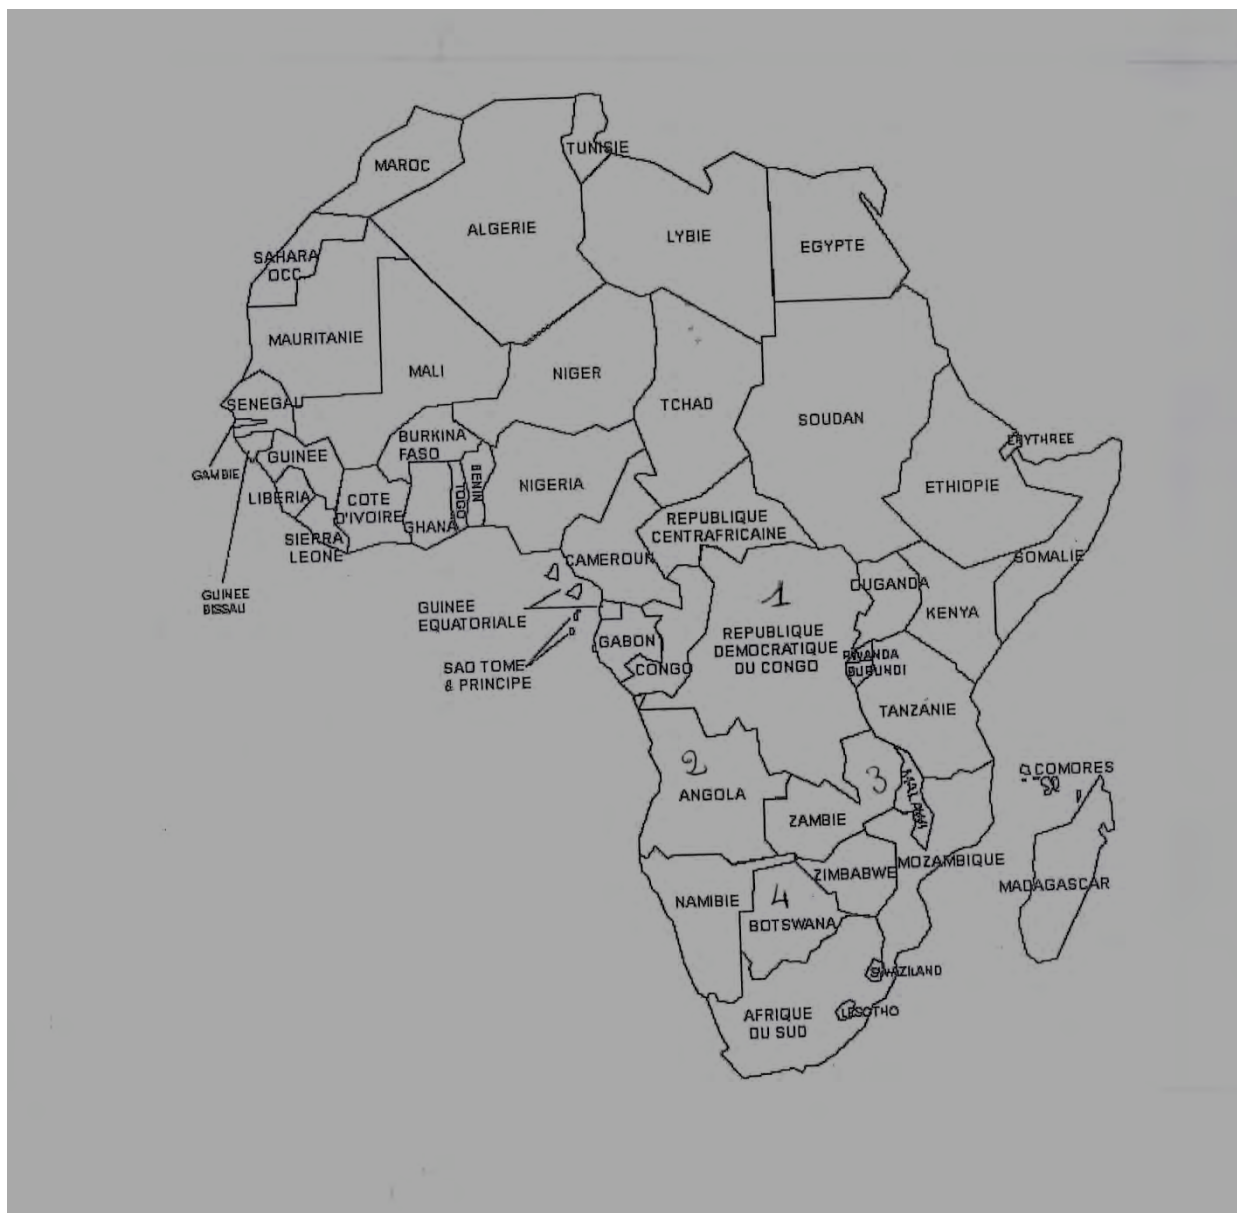 TUNISIE
MAROC
ALGERIE
LYBIE
EGYPTE
SAHARA
OCC
MAURITANIE
MALI
NIGER
TCHAD
SOUDAN
SENEGAL
ERYTHREE
GAMBIE
GUINEE
BURKINA
FASO
BENIN
TOGO
NIGERIA
ETHIOPIE
LIBERIA
COTE
D'IVOIRE
GHANA
SIERRA
LEONE
REPUBLIQUE
CENTRAFRICAINE
CAMEROUN
SOMALIE
GUINEE
BISSAU
OUGANDA
KENYA
1
GUINEE
EQUATORIALE
REPUBLIQUE
DEMOCRATIQUE
DU CONGO
GABON
CONGO
RWANDA
BURUNDI
SAO TOME
& PRINCIPE
TANZANIE
2
ANGOLA
3
COMORES
ZAMBIE
MOZAMBIQUE
ZIMBABWE
MADAGASCAR
NAMIBIE
4
BOTSWANA
SWAZILAND
AFRIQUE
DU SUD
LESOTHO